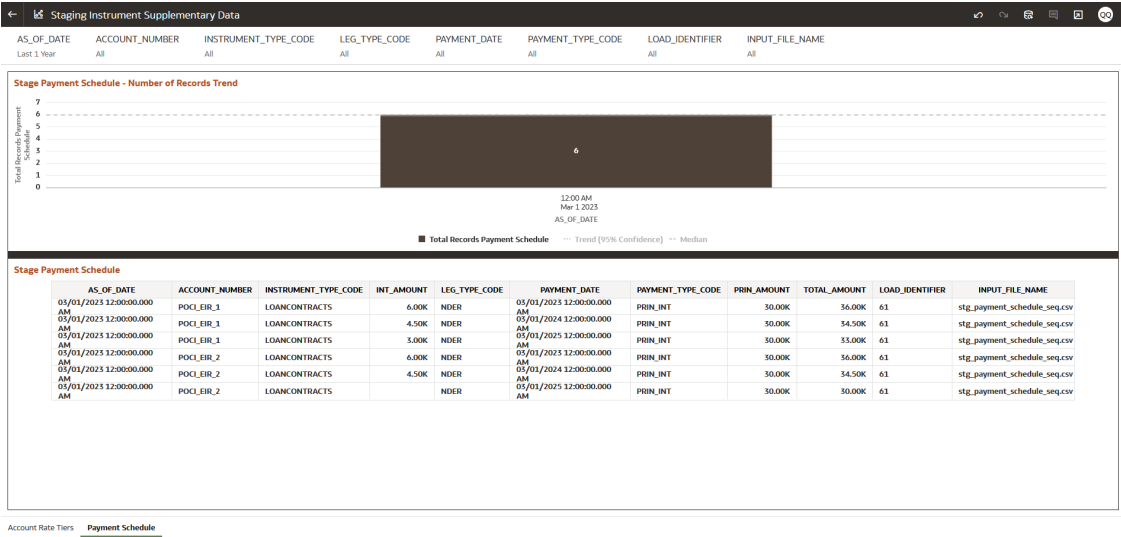 Staging Instrument Supplementary Data
QQ
AS_OF_DATE ACCOUNT_NUMBER INSTRUMENT_TYPE_CODE LEG_TYPE_CODE PAYMENT_DATE PAYMENT_TYPE_CODE LOAD_IDENTIFIER INPUT_FILE_NAME
Last 1 Year All All All All All All All
Stage Payment Schedule - Number of Records Trend
Total Records Payment
Schedule
7
6
5
4
3
2
1
0
6
12:00 AM
Mar 1 2023
AS_OF_DATE
Total Records Payment Schedule Trend (95% Confidence) Median
Stage Payment Schedule
AS_OF_DATE ACCOUNT_NUMBER INSTRUMENT_TYPE_CODE INT_AMOUNT LEG_TYPE_CODE PAYMENT_DATE PAYMENT_TYPE_CODE PRIN_AMOUNT TOTAL_AMOUNT LOAD_IDENTIFIER INPUT_FILE_NAME
03/01/2023 12:00:00.000 AM POCI_EIR_1 LOANCONTRACTS 6.00K NDER 03/01/2023 12:00:00.000 AM PRIN_INT 30.00K 36.00K 61 stg_payment_schedule_seq.csv
03/01/2023 12:00:00.000 AM POCI_EIR_1 LOANCONTRACTS 4.50K NDER 03/01/2024 12:00:00.000 AM PRIN_INT 30.00K 34.50K 61 stg_payment_schedule_seq.csv
03/01/2023 12:00:00.000 AM POCI_EIR_1 LOANCONTRACTS 3.00K NDER 03/01/2025 12:00:00.000 AM PRIN_INT 30.00K 33.00K 61 stg_payment_schedule_seq.csv
03/01/2023 12:00:00.000 AM POCI_EIR_2 LOANCONTRACTS 6.00K NDER 03/01/2023 12:00:00.000 AM PRIN_INT 30.00K 36.00K 61 stg_payment_schedule_seq.csv
03/01/2023 12:00:00.000 AM POCI_EIR_2 LOANCONTRACTS 4.50K NDER 03/01/2024 12:00:00.000 AM PRIN_INT 30.00K 34.50K 61 stg_payment_schedule_seq.csv
03/01/2023 12:00:00.000 AM POCI_EIR_2 LOANCONTRACTS NDER 03/01/2025 12:00:00.000 AM PRIN_INT 30.00K 30.00K 61 stg_payment_schedule_seq.csv
Account Rate Tiers Payment Schedule